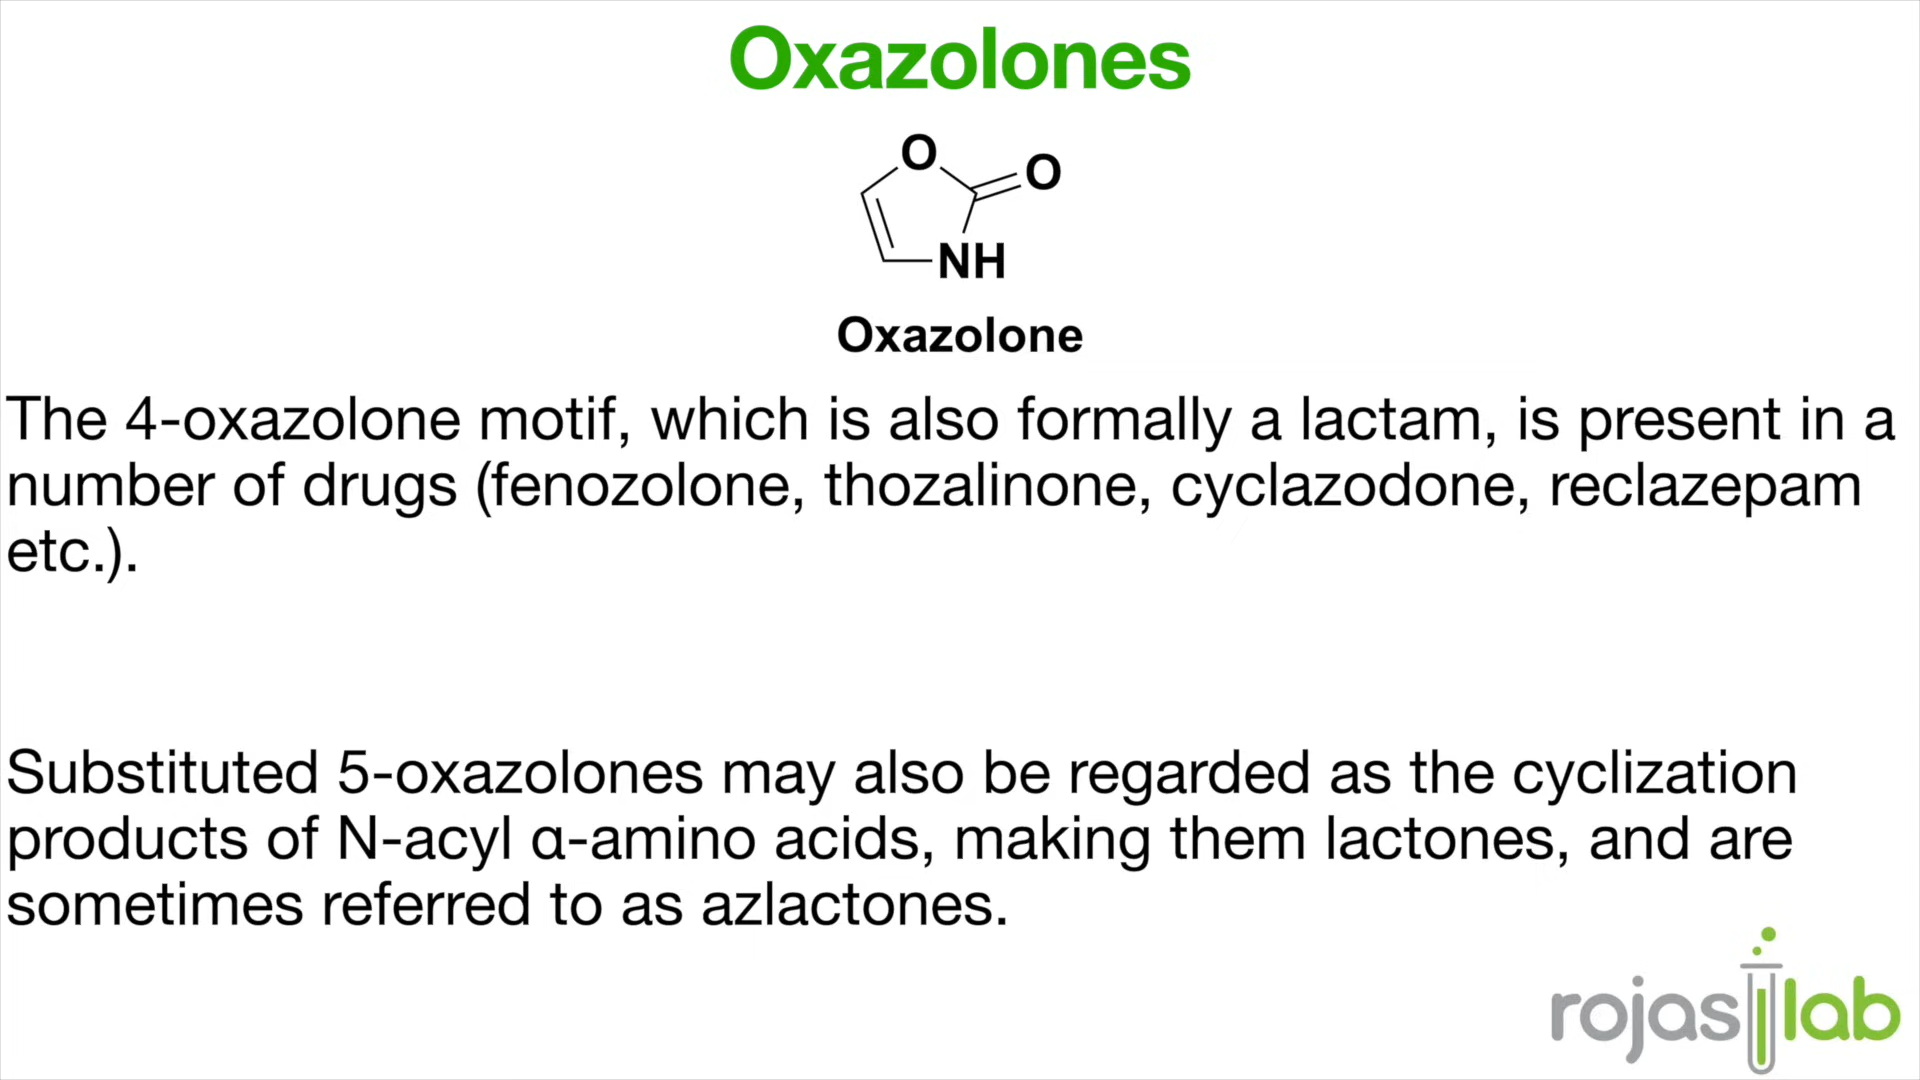 Oxazolones
O
O
NH
Oxazolone
The 4-oxazolone motif, which is also formally a lactam, is present in a
number of drugs (fenozolone, thozalinone, cyclazodone, reclazepam
etc.).
Substituted 5-oxazolones may also be regarded as the cyclization
products of N-acyl α-amino acids, making them lactones, and are
sometimes referred to as azlactones.
rojas lab